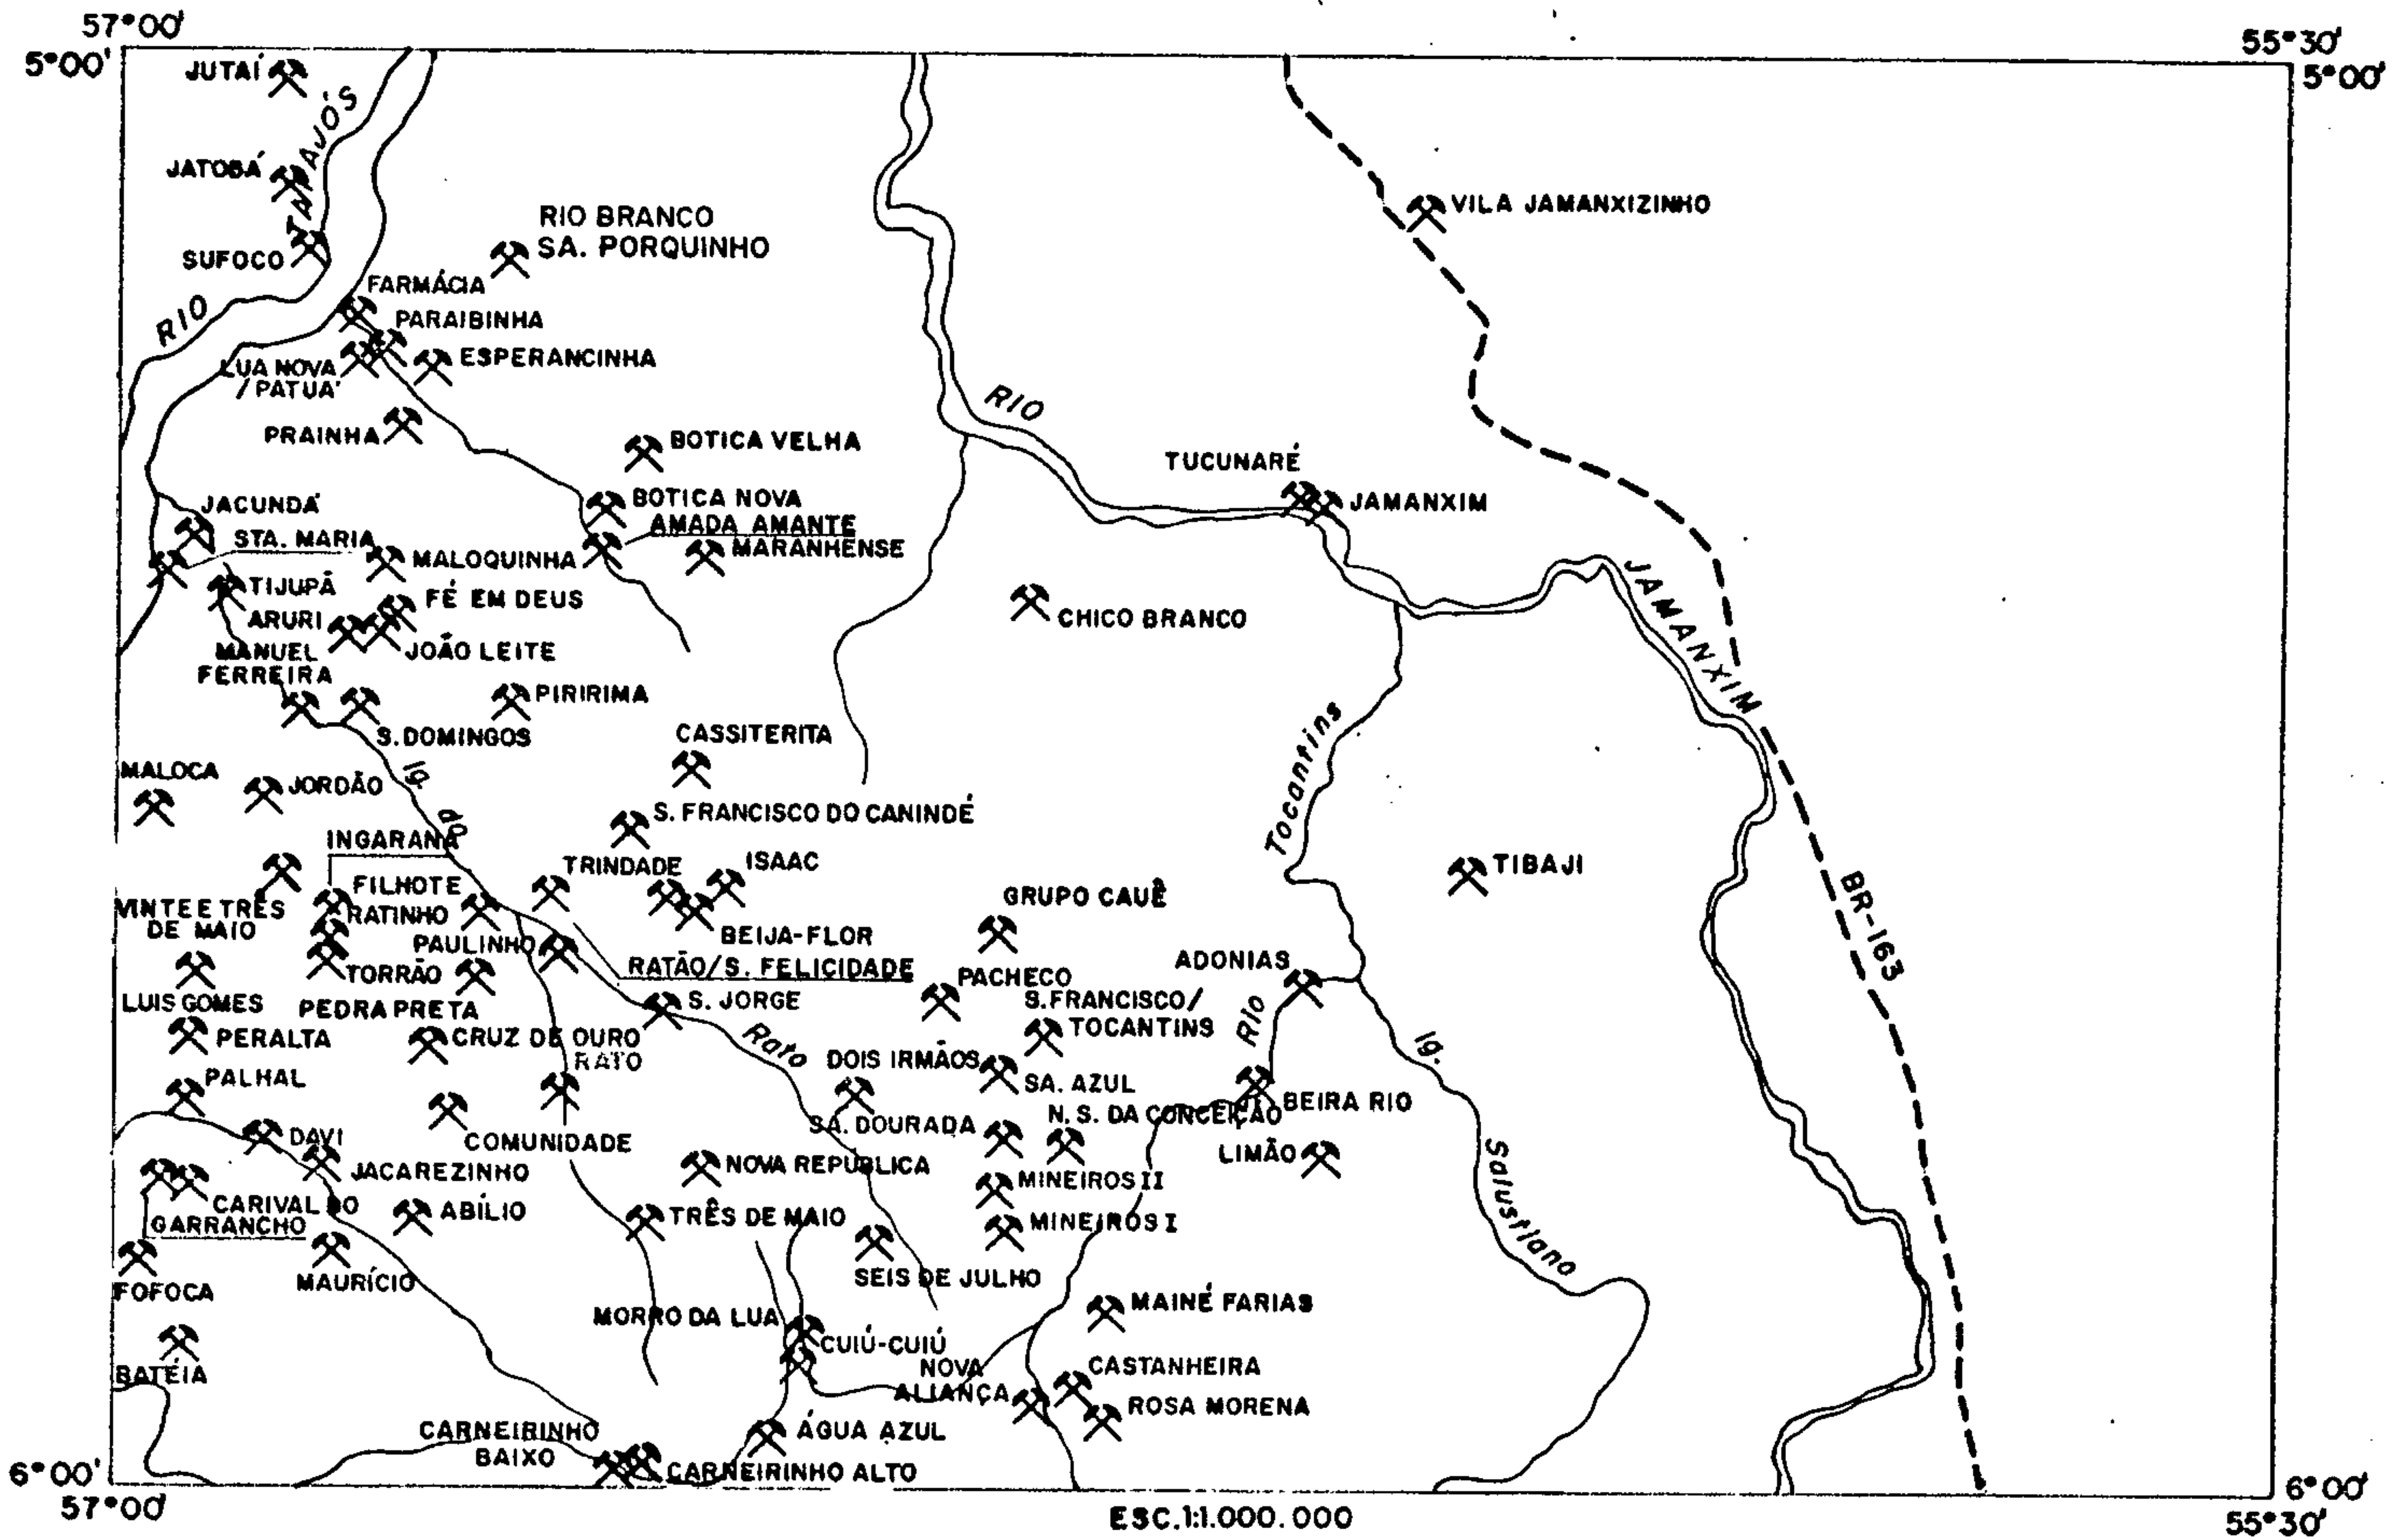 57°00'
55°30'
5°00'
5°00'
JUTAÍ
RIO TAPAJÓS
JATOBÁ
SUFOCO
RIO BRANCO
SA. PORQUINHO
VILA JAMANXIZINHO
FARMÁCIA
PARAIBINHA
ESPERANCINHA
LUA NOVA
/PATUA'
PRAINHA
RIO
BOTICA VELHA
TUCUNARÉ
JAMANXIM
BOTICA NOVA
JACUNDÁ
AMADA AMANTE
STA. MARIA
MALOQUINHA
MARANHENSE
JAMANXIM
TIJUPÃ
FÉ EM DEUS
ARURI
CHICO BRANCO
MANUEL
FERREIRA
JOÃO LEITE
PIRIRIMA
S. DOMINGOS
CASSITERITA
Tocantins
MALOCA
JORDÃO
Ig.
do
S. FRANCISCO DO CANINDÉ
INGARANA
TRINDADE
ISAAC
TIBAJI
FILHOTE
GRUPO CAUÊ
BR-163
VINTE E TRÊS
DE MAIO
RATINHO
PAULINHO
BEIJA-FLOR
RATÃO/S. FELICIDADE
ADONIAS
TORRÃO
PACHECO
LUIS GOMES
PEDRA PRETA
S. JORGE
S.FRANCISCO/
TOCANTINS
Rio
PERALTA
CRUZ DE OURO
RATO
Rato
DOIS IRMÃOS
Ig.
PALHAL
SA. AZUL
BEIRA RIO
N. S. DA CONCEIÇÃO
SA. DOURADA
DAVI
COMUNIDADE
LIMÃO
Salustiano
JACAREZINHO
NOVA REPÚBLICA
MINEIROS II
CARIVALDO
GARRANCHO
ABÍLIO
TRÊS DE MAIO
MINEIROS I
FOFOCA
MAURÍCIO
SEIS DE JULHO
MORRO DA LUA
MAINÉ FARIAS
CUIÚ-CUIÚ
BATÉIA
NOVA
ALIANÇA
CASTANHEIRA
ROSA MORENA
CARNEIRINHO
BAIXO
ÁGUA AZUL
CARNEIRINHO ALTO
6°00'
6°00'
57°00'
ESC.1:1.000.000
55°30'